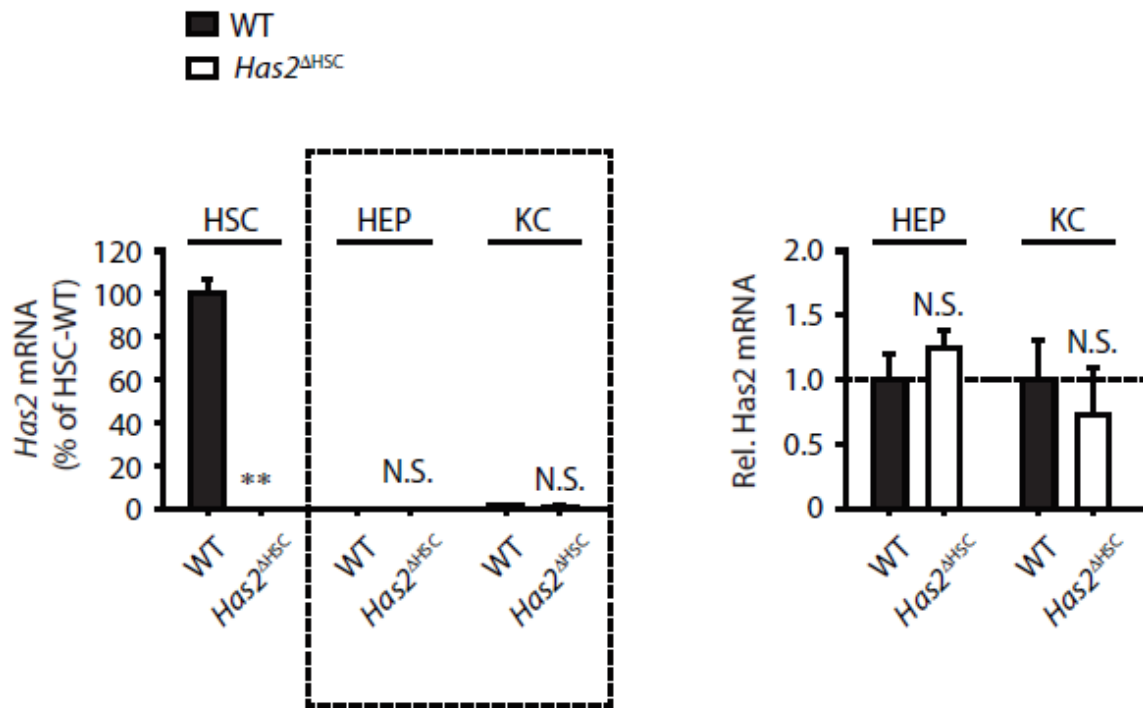 WT
Has2ΔHSC
HSC
HEP
KC
Has2 mRNA
(% of HSC-WT)
120
100
80
60
40
20
0
**
N.S.
N.S.
WT
Has2ΔHSC
WT
Has2ΔHSC
WT
Has2ΔHSC
HEP
KC
Rel. Has2 mRNA
2.0
1.5
1.0
0.5
0
N.S.
N.S.
WT
Has2ΔHSC
WT
Has2ΔHSC